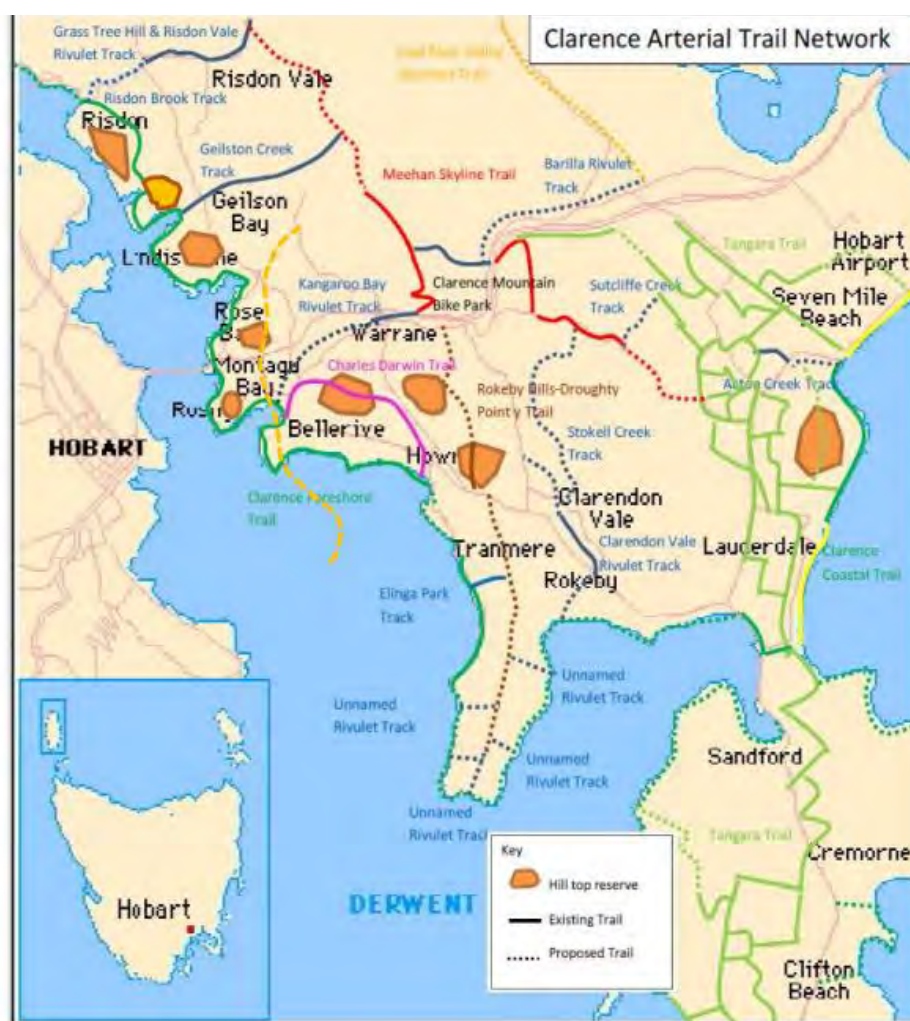 Clarence Arterial Trail Network
Grass Tree Hill & Risdon Vale
Rivulet Track
Risdon Vale
Risdon Brook Track
Risdon
Geilston Creek
Track
Meehan Skyline Trail
Barilla Rivulet
Track
Geilson
Bay
Tangara Trail
Hobart
Airport
Kangaroo Bay
Rivulet Track
Clarence Mountain
Bike Park
Sutcliffe Creek
Track
Seven Mile
Beach
Rose
Warrane
Montagu
Bay
Charles Darwin Trail
Rokeby Hills-Droughty
Point y Trail
Acton Creek Track
HOBART
Bellerive
Stokell Creek
Track
Clarence Foreshore
Trail
Clarendon
Vale
Tranmere
Clarendon Vale
Rivulet Track
Lauderdale
Clarence
Coastal Trail
Rokeby
Elinga Park
Track
Unnamed
Rivulet Track
Unnamed
Rivulet Track
Unnamed
Rivulet Track
Unnamed
Rivulet Track
Sandford
Tangara Trail
Cremorne
Key
Hill top reserve
Existing Trail
Proposed Trail
DERWENT
Hobart
Clifton
Beach